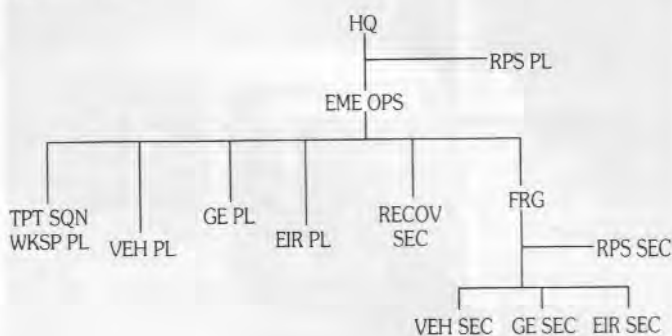 HQ
RPS PL
EME OPS
TPT SQN
WKSP PL
VEH PL
GE PL
EIR PL
RECOV
SEC
FRG
RPS SEC
VEH SEC
GE SEC
EIR SEC